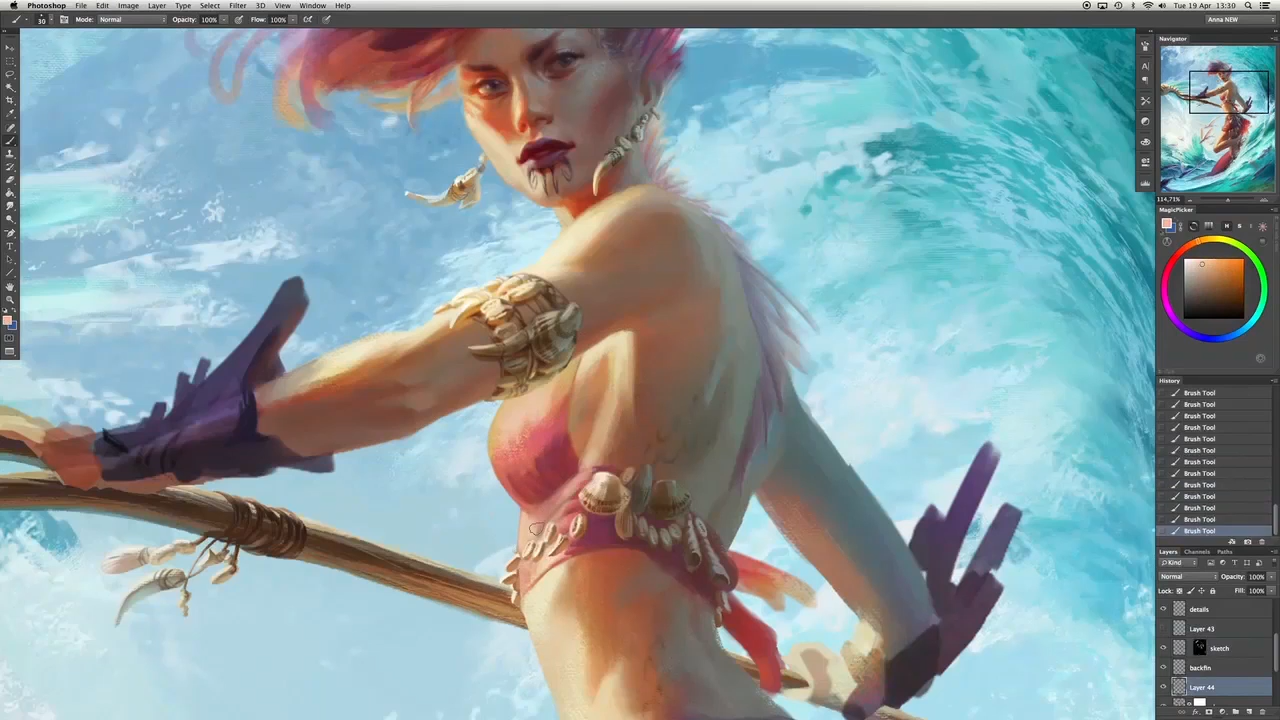 Photoshop File Edit Image Layer Type Select Filter 3D View Window Help Tue 19 Apr 13:30
30 Mode: Normal Opacity: 100% Flow: 100% Anna NEW
Navigator
114,71%
MagicPicker
H S
History
Brush Tool
Brush Tool
Brush Tool
Brush Tool
Brush Tool
Brush Tool
Brush Tool
Brush Tool
Brush Tool
Brush Tool
Brush Tool
Brush Tool
Brush Tool
Layers Channels Paths
Kind
Normal Opacity: 100%
Lock: Fill: 100%
details
Layer 43
sketch
backfin
Layer 44